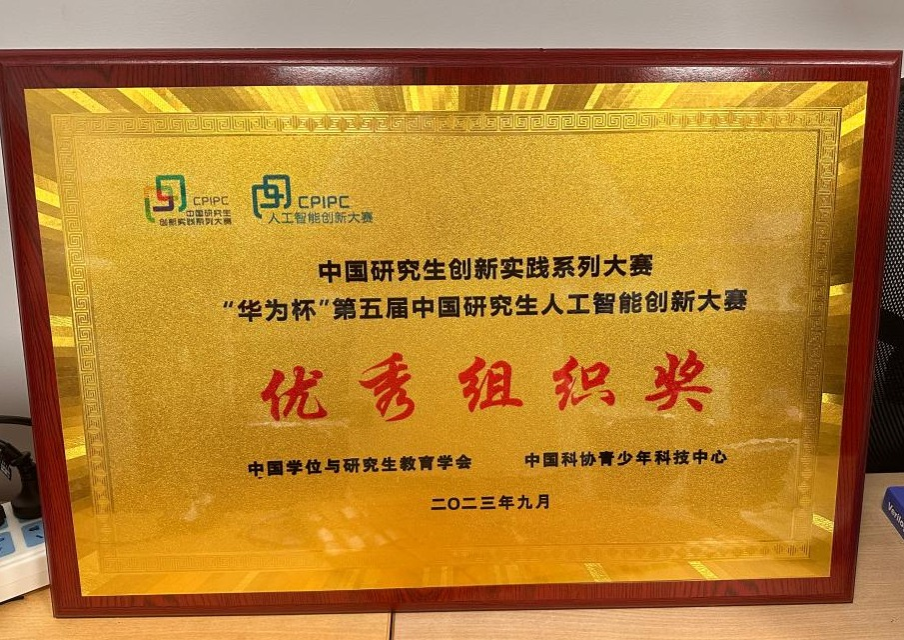 CPIPC
中国研究生
创新实践系列大赛
CPIPC
人工智能创新大赛
中国研究生创新实践系列大赛
“华为杯”第五届中国研究生人工智能创新大赛
优秀组织奖
中国学位与研究生教育学会 中国科协青少年科技中心
二〇二三年九月
Verilo